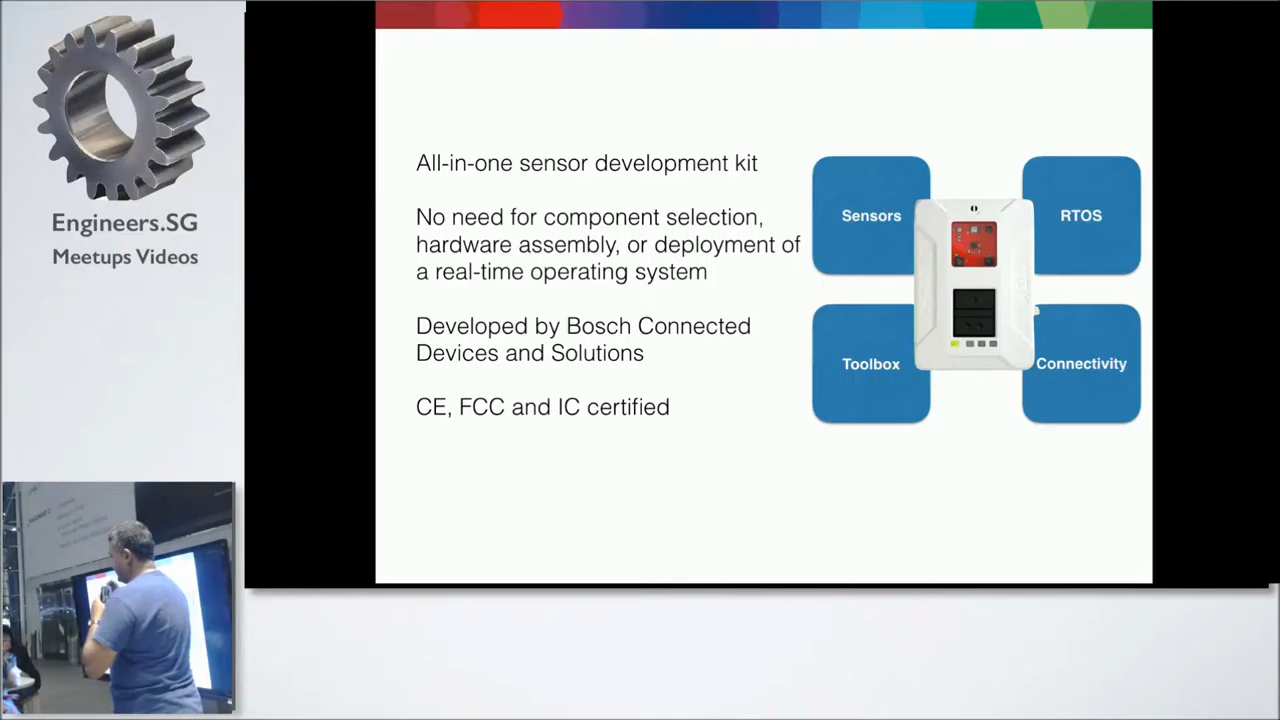 Engineers.SG
Meetups Videos
All-in-one sensor development kit
No need for component selection,
hardware assembly, or deployment of
a real-time operating system
Developed by Bosch Connected
Devices and Solutions
CE, FCC and IC certified
Sensors
RTOS
Toolbox
Connectivity